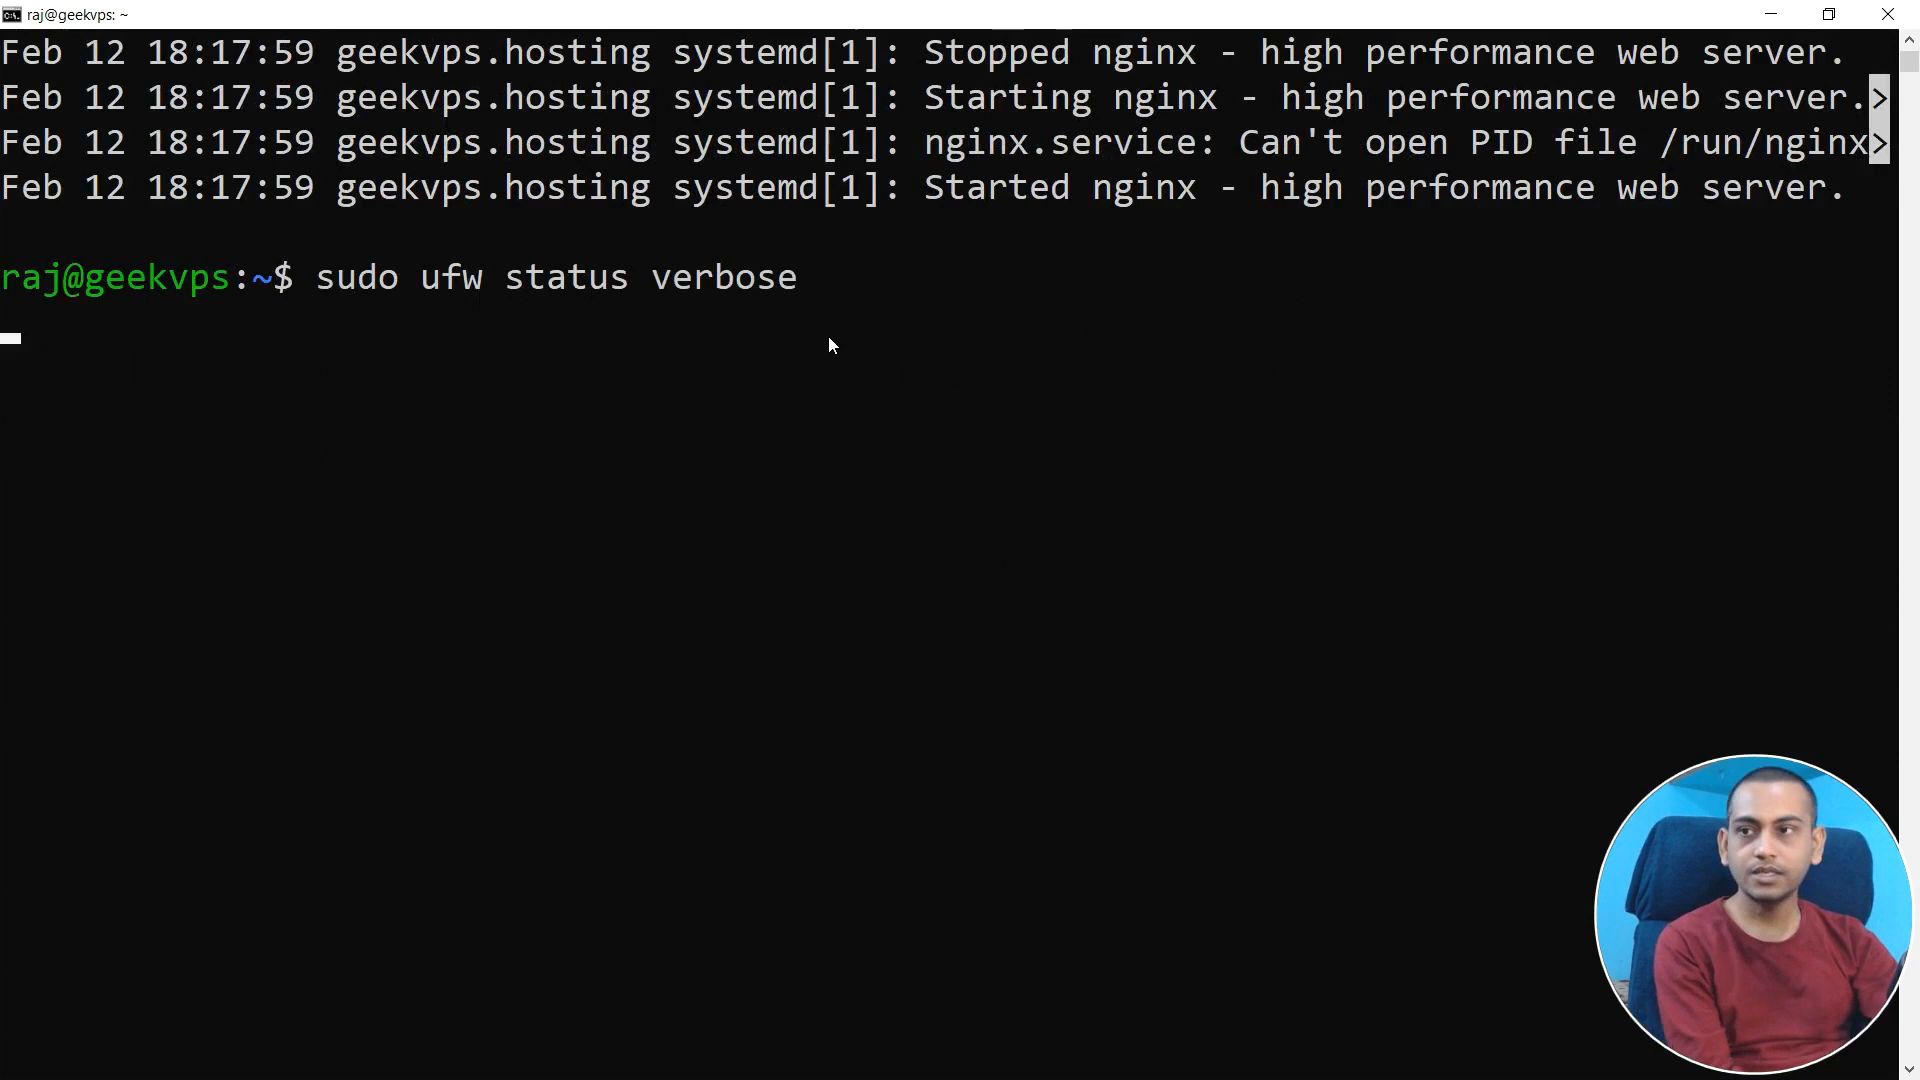 raj@geekvps: ~
Feb 12 18:17:59 geekvps.hosting systemd[1]: Stopped nginx - high performance web server.
Feb 12 18:17:59 geekvps.hosting systemd[1]: Starting nginx - high performance web server.>
Feb 12 18:17:59 geekvps.hosting systemd[1]: nginx.service: Can't open PID file /run/nginx>
Feb 12 18:17:59 geekvps.hosting systemd[1]: Started nginx - high performance web server.
raj@geekvps:~$ sudo ufw status verbose